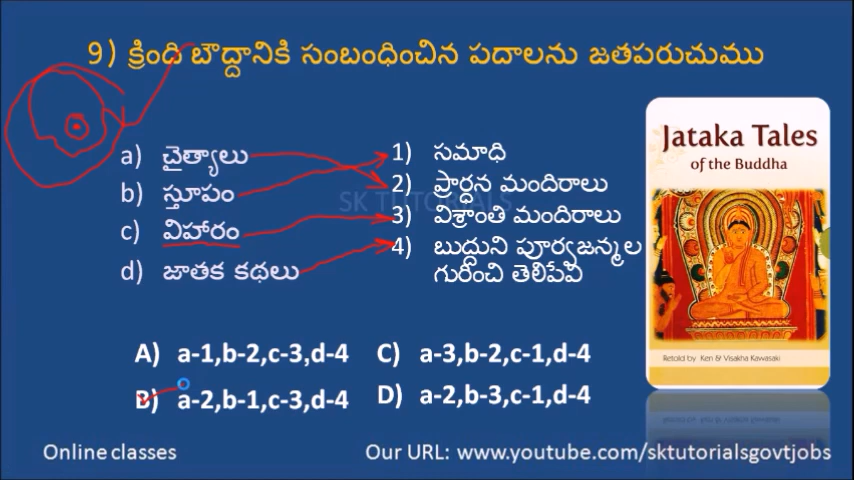 9) క్రింది బౌద్దానికి సంబంధించిన పదాలను జతపరుచుము
a) చైత్యాలు
b) స్తూపం
c) విహారం
d) జాతక కథలు
1) సమాధి
2) ప్రార్ధన మందిరాలు
3) విశ్రాంతి మందిరాలు
4) బుద్దుని పూర్వజన్మల
గురించి తెలిపేవి
SK TUTORIALS
A) a-1,b-2,c-3,d-4
B) a-2,b-1,c-3,d-4
C) a-3,b-2,c-1,d-4
D) a-2,b-3,c-1,d-4
Jataka Tales
of the Buddha
Retold by Ken & Visakha Kawasaki
Online classes
Our URL: www.youtube.com/sktutorialsgovtjobs